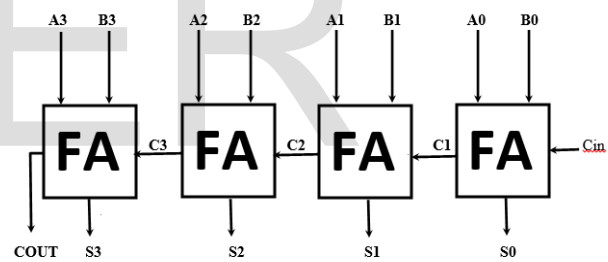 A3 B3 A2 B2 A1 B1 A0 B0
FA C3 FA C2 FA C1 FA Cin
COUT S3 S2 S1 S0